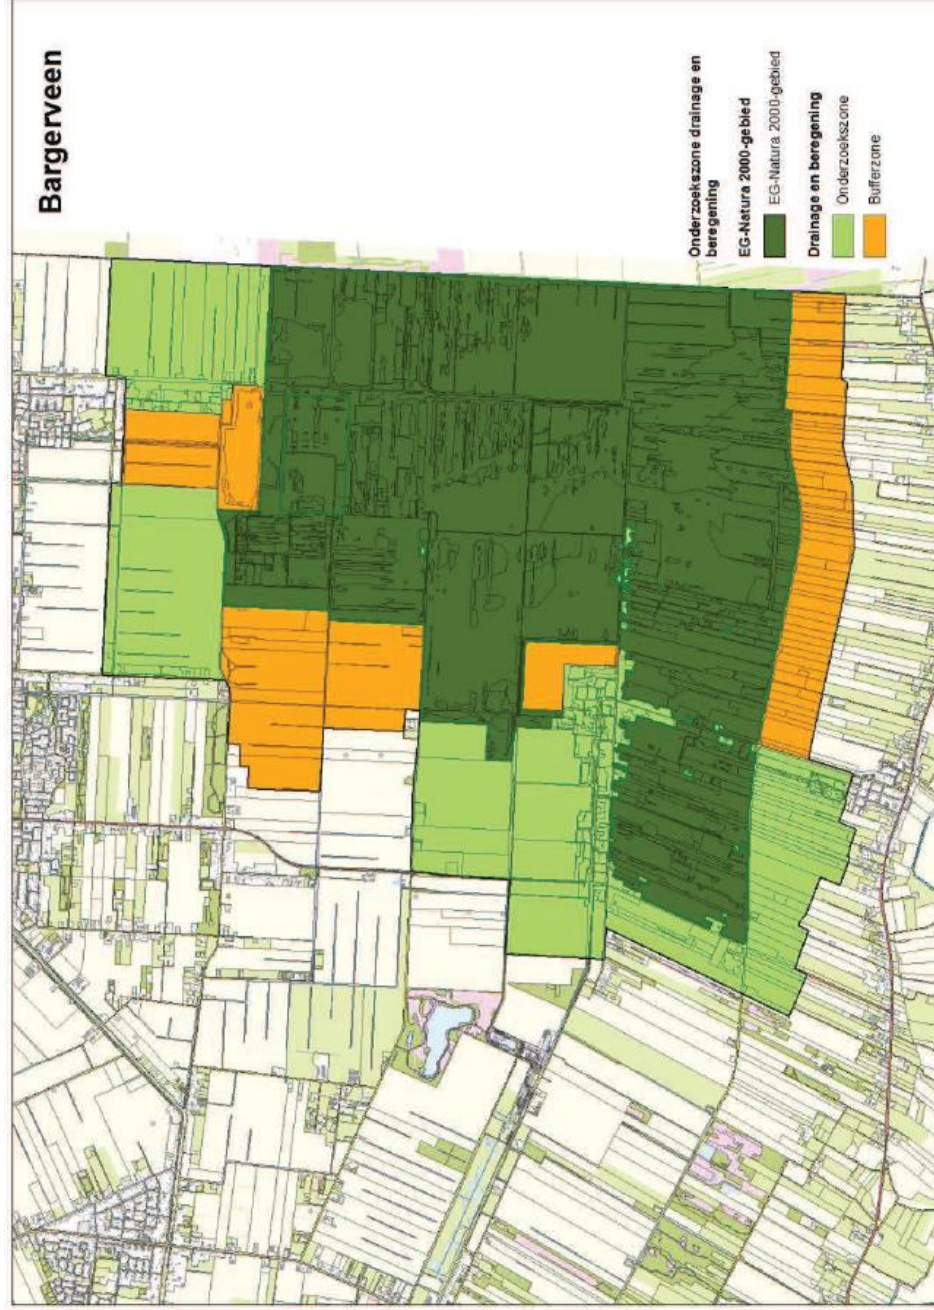 Bargerveen
Onderzoekszone drainage en
beregening
EG-Natura 2000-gebied
EG-Natura 2000-gebied
Drainage en beregening
Onderzoekszone
Bufferzone